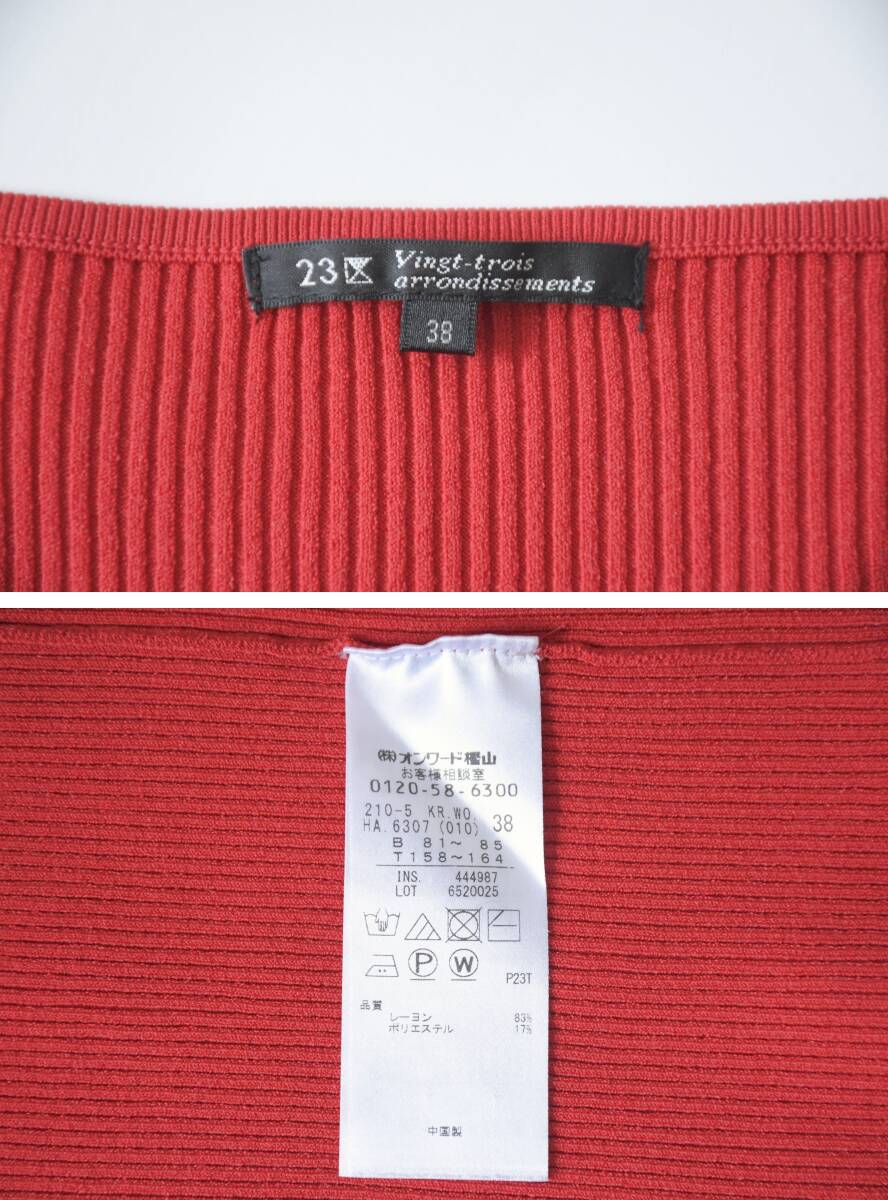 23区 Vingt-trois
arrondissements
38
(株)オンワード樫山
お客様相談室
0120-58-6300
210-5 KR.WO.
HA.6307 (010) 38
B 81～ 85
T 158～164
INS. 444987
LOT 6520025
P W
P23T
品質
レーヨン 83%
ポリエステル 17%
中国製